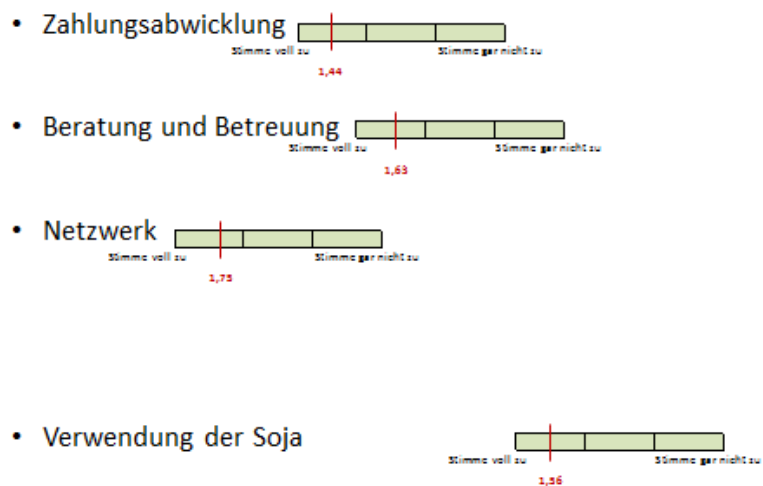 • Zahlungsabwicklung
Stimme voll zu Stimme gar nicht zu
1,44
• Beratung und Betreuung
Stimme voll zu Stimme gar nicht zu
1,63
• Netzwerk
Stimme voll zu Stimme gar nicht zu
1,75
• Verwendung der Soja
Stimme voll zu Stimme gar nicht zu
1,56